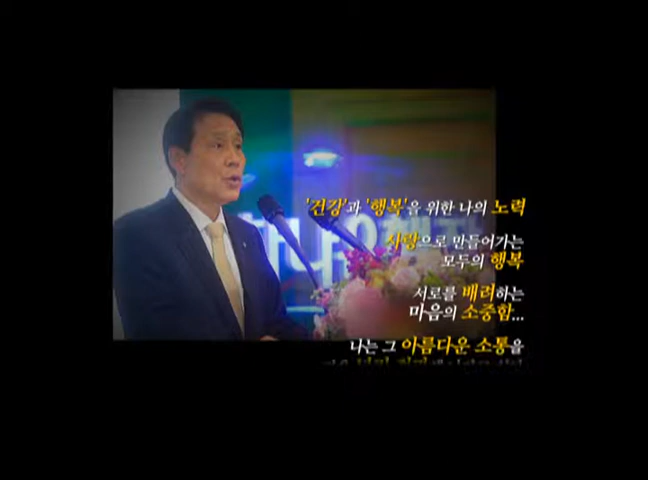 '건강'과 '행복'을 위한 나의 노력
사랑으로 만들어가는
모두의 행복
서로를 배려하는
마음의 소중함...
나는 그 아름다운 소통을
하나